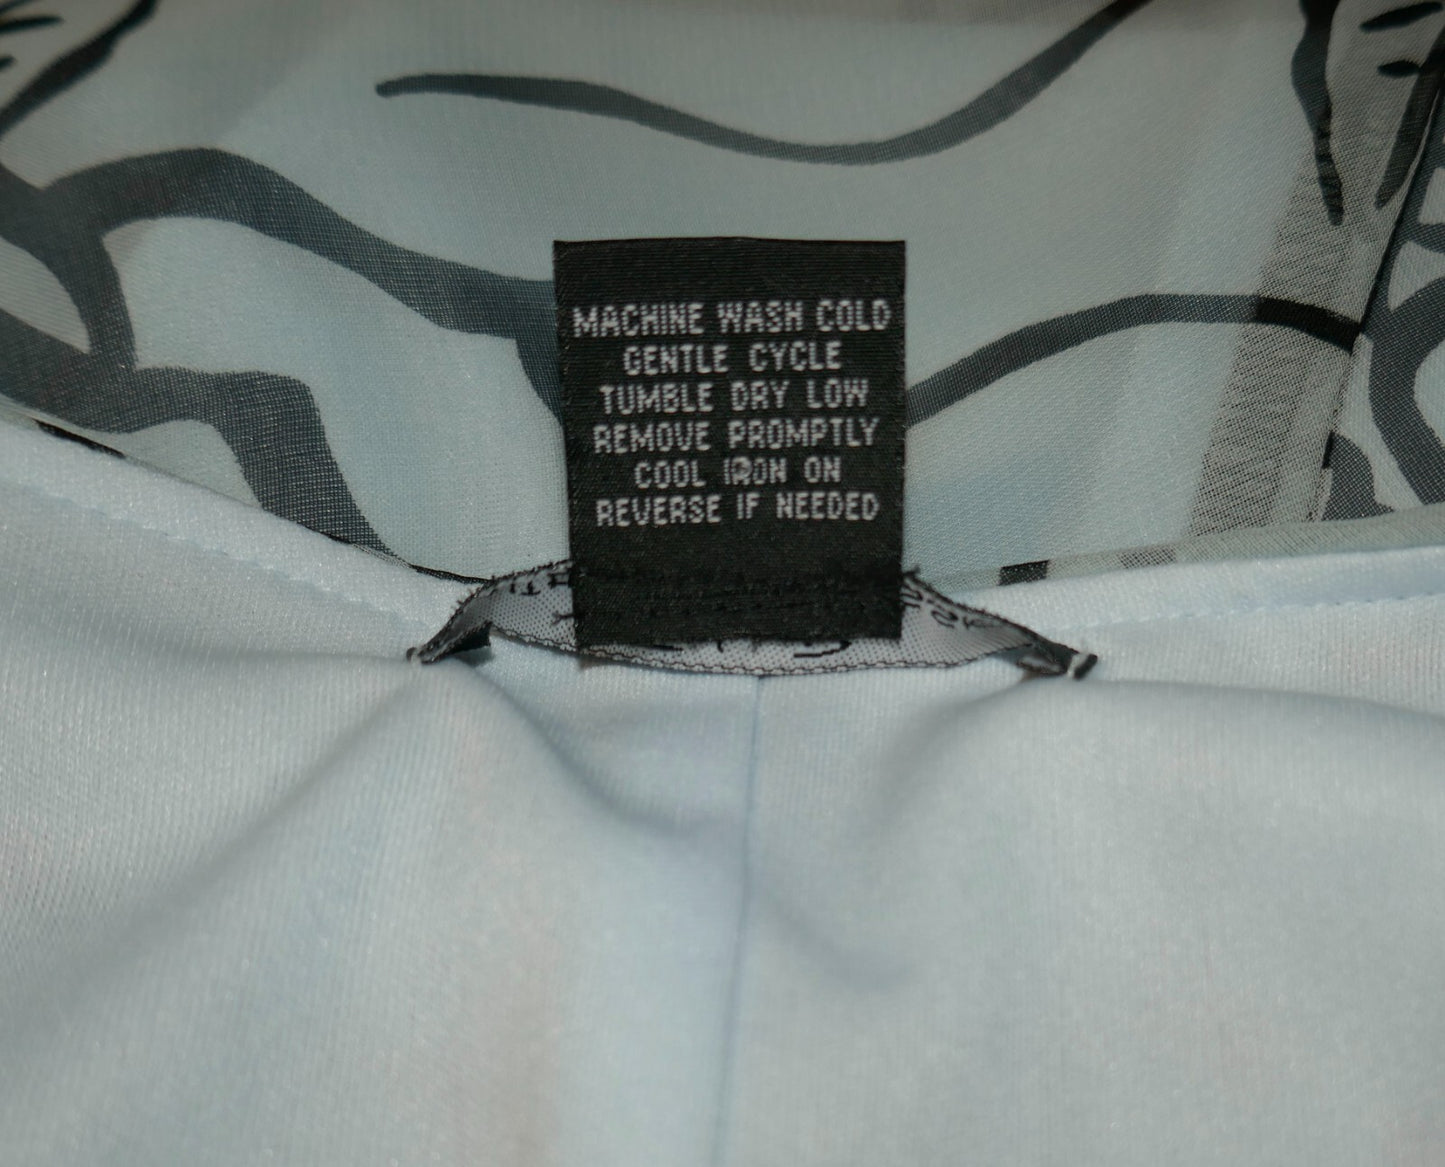 MACHINE WASH COLD
GENTLE CYCLE
TUMBLE DRY LOW
REMOVE PROMPTLY
COOL IRON ON
REVERSE IF NEEDED